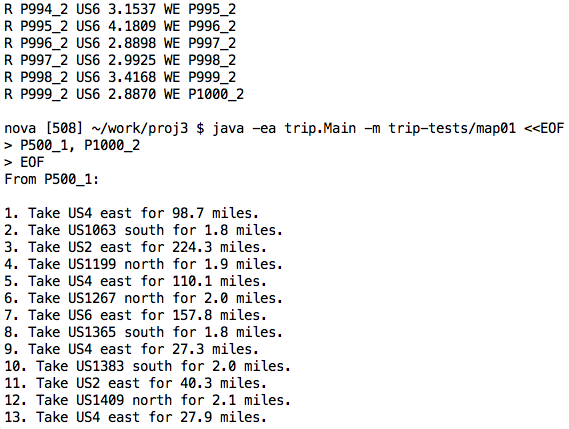 R P994_2 US6 3.1537 WE P995_2
R P995_2 US6 4.1809 WE P996_2
R P996_2 US6 2.8898 WE P997_2
R P997_2 US6 2.9925 WE P998_2
R P998_2 US6 3.4168 WE P999_2
R P999_2 US6 2.8870 WE P1000_2
nova [508] ~/work/proj3 $ java -ea trip.Main -m trip-tests/map01 <<EOF
> P500_1, P1000_2
> EOF
From P500_1:
1. Take US4 east for 98.7 miles.
2. Take US1063 south for 1.8 miles.
3. Take US2 east for 224.3 miles.
4. Take US1199 north for 1.9 miles.
5. Take US4 east for 110.1 miles.
6. Take US1267 north for 2.0 miles.
7. Take US6 east for 157.8 miles.
8. Take US1365 south for 1.8 miles.
9. Take US4 east for 27.3 miles.
10. Take US1383 south for 2.0 miles.
11. Take US2 east for 40.3 miles.
12. Take US1409 north for 2.1 miles.
13. Take US4 east for 27.9 miles.